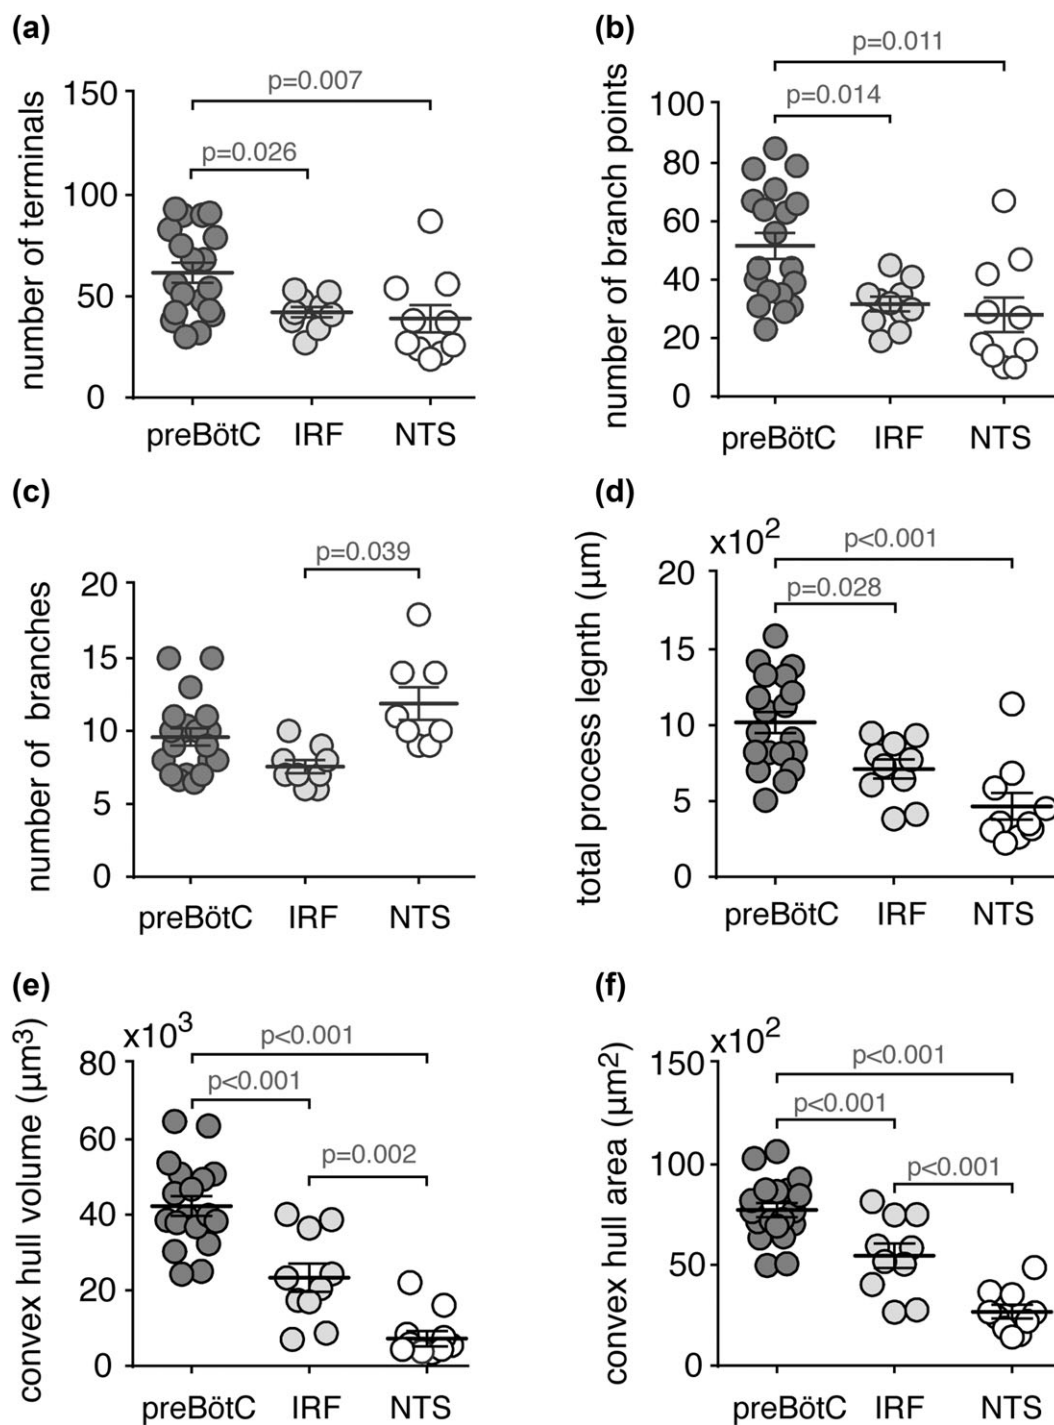 (a)
number of terminals
150
100
50
0
p=0.007
p=0.026
preBötC IRF NTS
(b)
number of branch points
100
80
60
40
20
0
p=0.011
p=0.014
preBötC IRF NTS
(c)
number of branches
20
15
10
5
0
p=0.039
preBötC IRF NTS
(d)
total process legnth (μm)
x10²
20
15
10
5
0
p<0.001
p=0.028
preBötC IRF NTS
(e)
convex hull volume (μm³)
x10³
80
60
40
20
0
p<0.001
p<0.001
p=0.002
preBötC IRF NTS
(f)
convex hull area (μm²)
x10²
150
100
50
0
p<0.001
p<0.001
p<0.001
preBötC IRF NTS